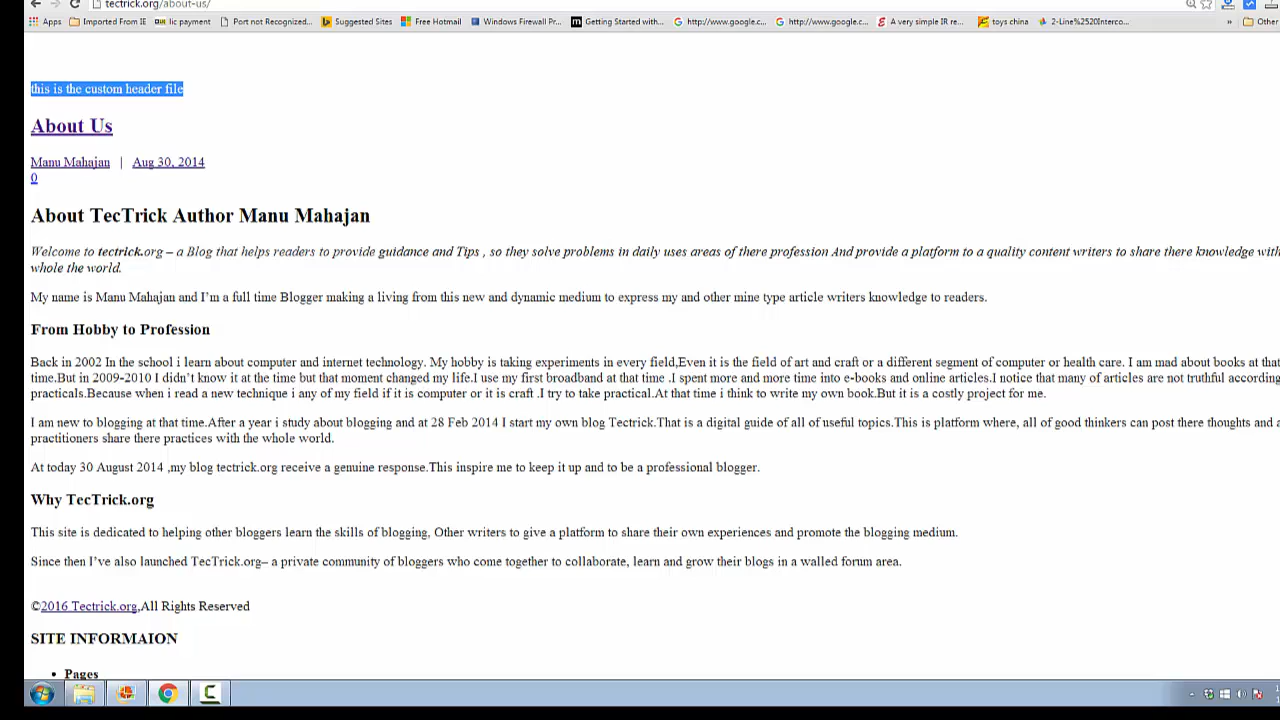 tectrick.org/about-us/
Apps Imported From IE lic payment Port not Recognized... Suggested Sites Free Hotmail Windows Firewall Pr... Getting Started with... http://www.google.c... http://www.google.c... A very simple IR re... toys china 2-Line%2520Interco... » Other
this is the custom header file
About Us
Manu Mahajan | Aug 30, 2014
0
About TecTrick Author Manu Mahajan
Welcome to tectrick.org – a Blog that helps readers to provide guidance and Tips , so they solve problems in daily uses areas of there profession And provide a platform to a quality content writers to share there knowledge with
whole the world.
My name is Manu Mahajan and I’m a full time Blogger making a living from this new and dynamic medium to express my and other mine type article writers knowledge to readers.
From Hobby to Profession
Back in 2002 In the school i learn about computer and internet technology. My hobby is taking experiments in every field,Even it is the field of art and craft or a different segment of computer or health care. I am mad about books at that
time.But in 2009-2010 I didn’t know it at the time but that moment changed my life.I use my first broadband at that time .I spent more and more time into e-books and online articles.I notice that many of articles are not truthful according
practicals.Because when i read a new technique i any of my field if it is computer or it is craft .I try to take practical.At that time i think to write my own book.But it is a costly project for me.
I am new to blogging at that time.After a year i study about blogging and at 28 Feb 2014 I start my own blog Tectrick.That is a digital guide of all of useful topics.This is platform where, all of good thinkers can post there thoughts and a
practitioners share there practices with the whole world.
At today 30 August 2014 ,my blog tectrick.org receive a genuine response.This inspire me to keep it up and to be a professional blogger.
Why TecTrick.org
This site is dedicated to helping other bloggers learn the skills of blogging, Other writers to give a platform to share their own experiences and promote the blogging medium.
Since then I’ve also launched TecTrick.org– a private community of bloggers who come together to collaborate, learn and grow their blogs in a walled forum area.
©2016 Tectrick.org,All Rights Reserved
SITE INFORMAION
• Pages